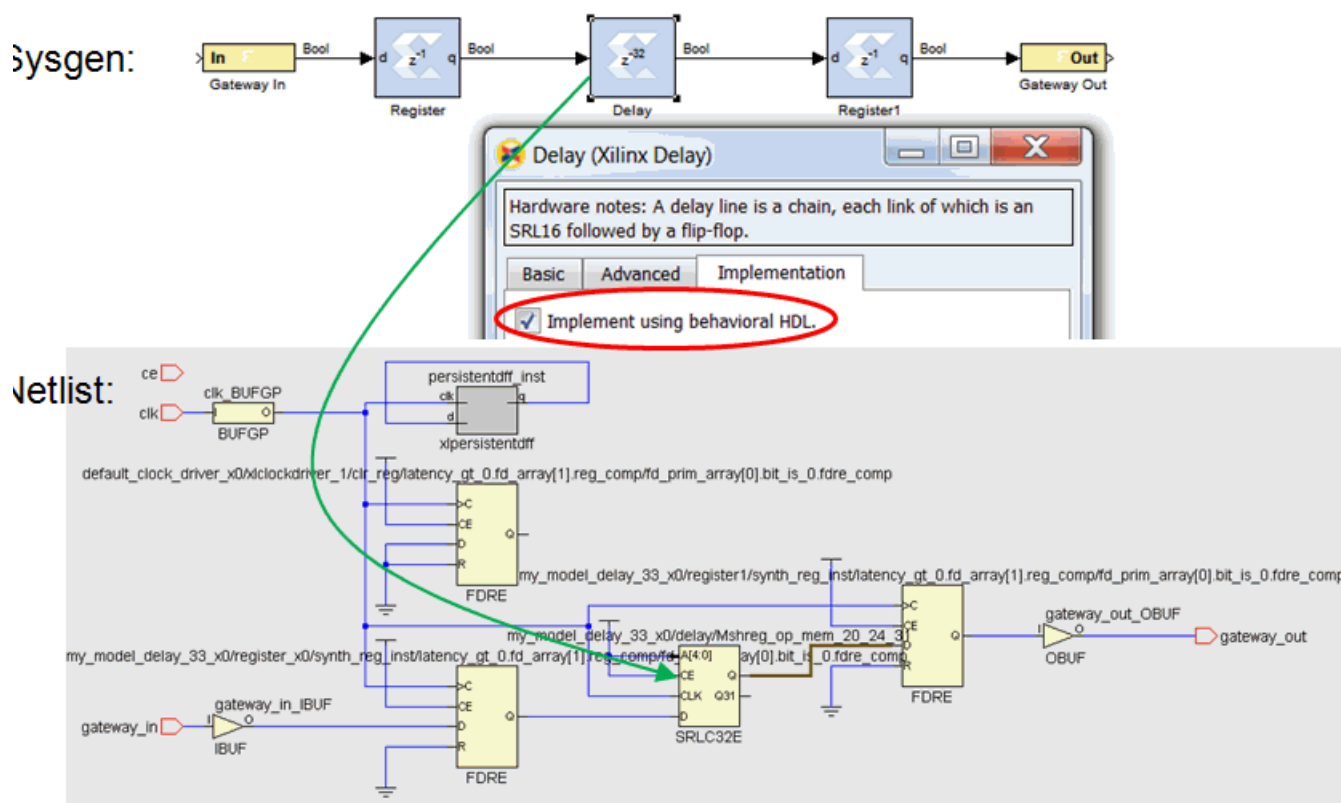 Sysgen:
In
Bool
d z-1 q
Bool
z-32
Bool
d z-1 q
Bool
Out
Gateway In
Register
Delay
Register1
Gateway Out
Delay (Xilinx Delay)
Hardware notes: A delay line is a chain, each link of which is an
SRL16 followed by a flip-flop.
Basic Advanced Implementation
Implement using behavioral HDL.
Netlist:
ce
clk
clk_BUFGP
I O
BUFGP
persistentdff_inst
clk q
d
xlpersistentdff
default_clock_driver_x0/xlclockdriver_1/clr_reg/latency_gt_0.fd_array[1].reg_comp/fd_prim_array[0].bit_is_0.fdre_comp
C
CE
D Q
R
FDRE
my_model_delay_33_x0/register1/synth_reg_inst/latency_gt_0.fd_array[1].reg_comp/fd_prim_array[0].bit_is_0.fdre_comp
C
CE
D Q
R
FDRE
gateway_out_OBUF
I O
OBUF
gateway_out
my_model_delay_33_x0/delay/Mshreg_op_mem_20_24_31
my_model_delay_33_x0/register_x0/synth_reg_inst/latency_gt_0.fd_array[1].reg_comp/fd_prim_array[0].bit_is_0.fdre_comp
A[4:0]
CE Q
CLK Q31
D
SRLC32E
gateway_in
gateway_in_IBUF
I O
IBUF
C
CE
D Q
R
FDRE